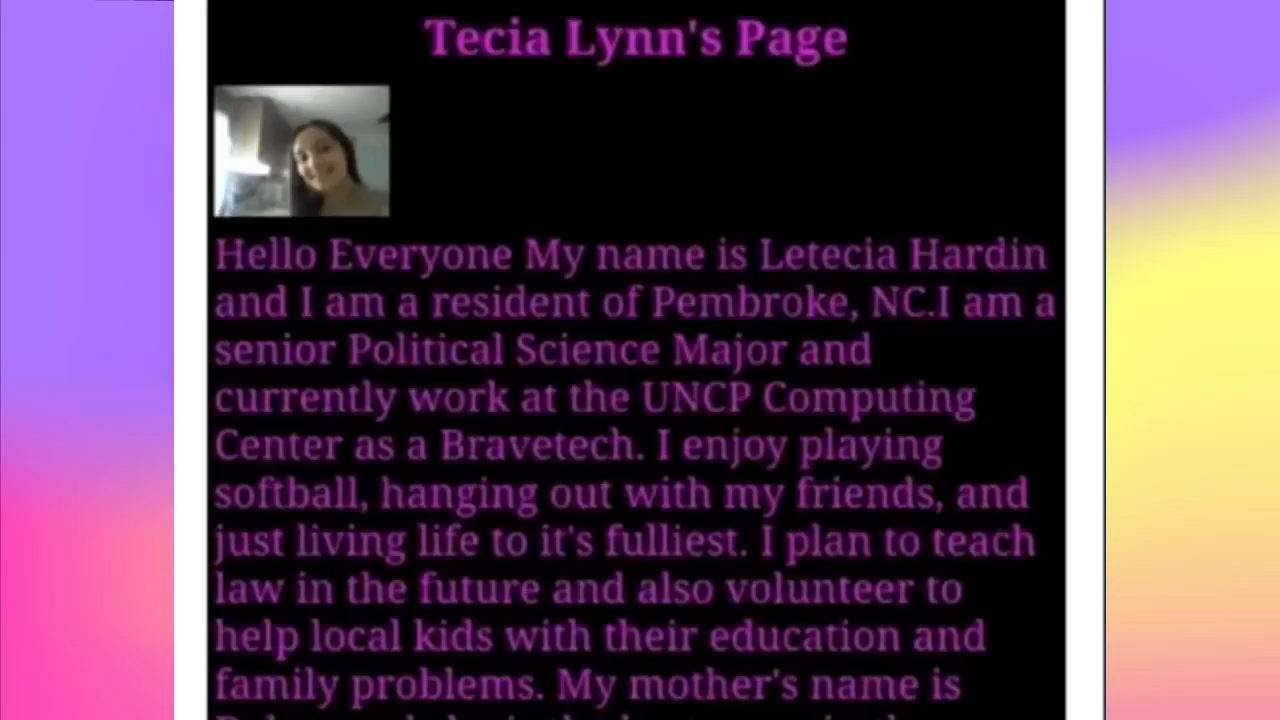 Tecia Lynn's Page
Hello Everyone My name is Letecia Hardin
and I am a resident of Pembroke, NC.I am a
senior Political Science Major and
currently work at the UNCP Computing
Center as a Bravetech. I enjoy playing
softball, hanging out with my friends, and
just living life to it's fulliest. I plan to teach
law in the future and also volunteer to
help local kids with their education and
family problems. My mother's name is